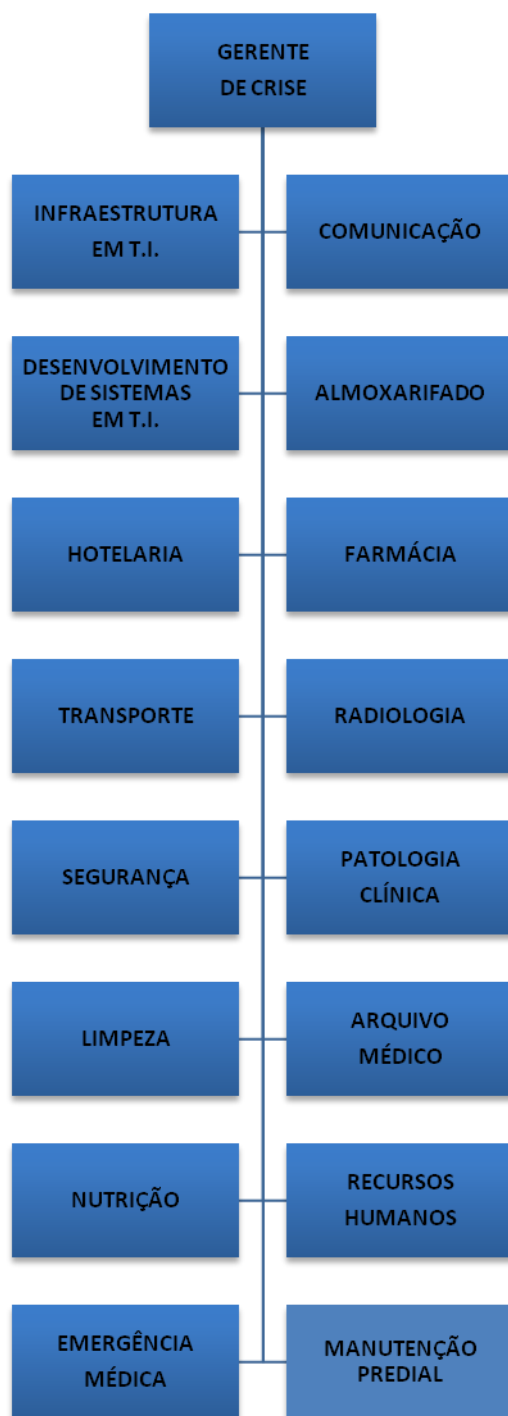 GERENTE
DE CRISE
INFRAESTRUTURA
EM T.I.
COMUNICAÇÃO
DESENVOLVIMENTO
DE SISTEMAS
EM T.I.
ALMOXARIFADO
HOTELARIA
FARMÁCIA
TRANSPORTE
RADIOLOGIA
SEGURANÇA
PATOLOGIA
CLÍNICA
LIMPEZA
ARQUIVO
MÉDICO
NUTRIÇÃO
RECURSOS
HUMANOS
EMERGÊNCIA
MÉDICA
MANUTENÇÃO
PREDIAL